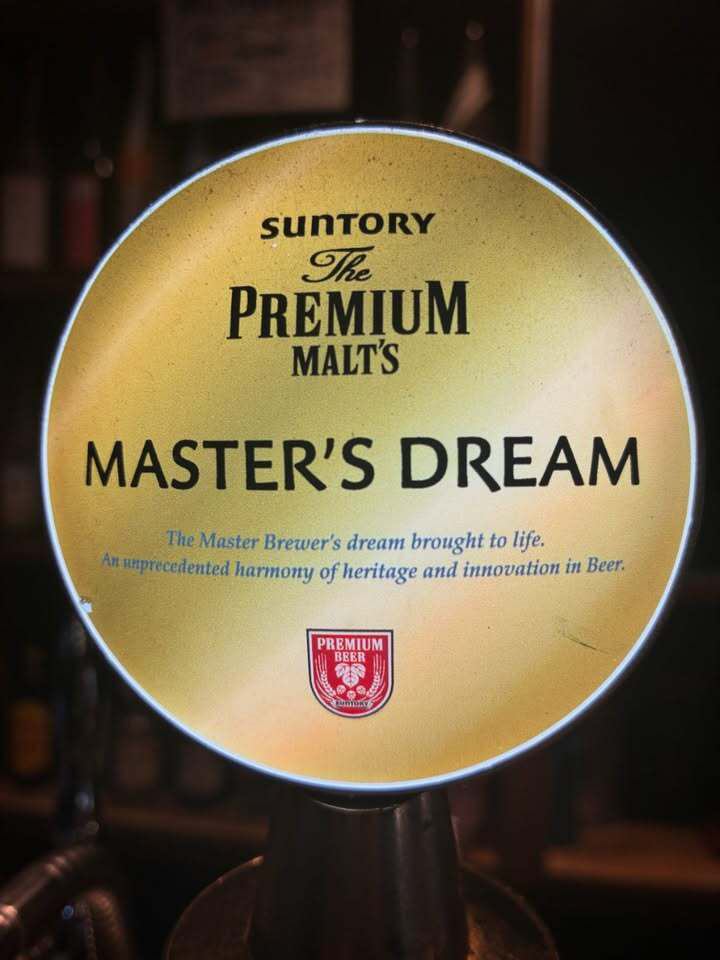 SUNTORY
The
PREMIUM
MALT'S
MASTER'S DREAM
The Master Brewer's dream brought to life.
An unprecedented harmony of heritage and innovation in Beer.
PREMIUM
BEER
SUNTORY